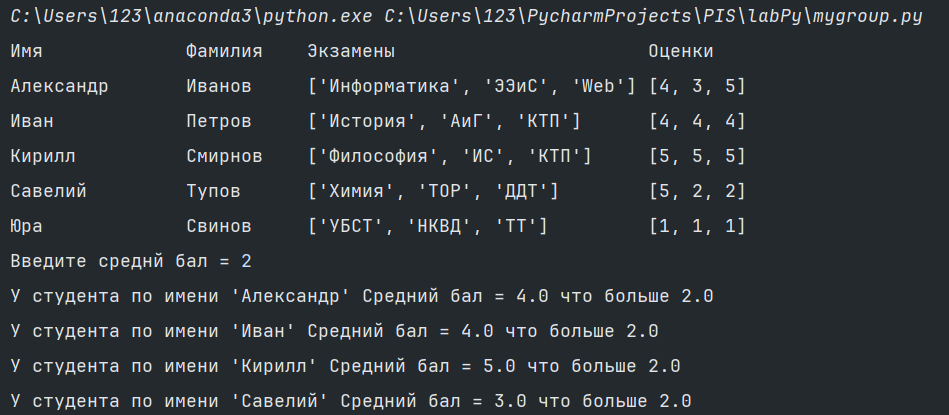 C:\Users\123\anaconda3\python.exe C:\Users\123\PycharmProjects\PIS\labPy\mygroup.py
Имя Фамилия Экзамены Оценки
Александр Иванов ['Информатика', 'ЭЭиС', 'Web'] [4, 3, 5]
Иван Петров ['История', 'АиГ', 'КТП'] [4, 4, 4]
Кирилл Смирнов ['Философия', 'ИС', 'КТП'] [5, 5, 5]
Савелий Тупов ['Химия', 'ТОР', 'ДДТ'] [5, 2, 2]
Юра Свинов ['УБСТ', 'НКВД', 'ТТ'] [1, 1, 1]
Введите среднй бал = 2
У студента по имени 'Александр' Средний бал = 4.0 что больше 2.0
У студента по имени 'Иван' Средний бал = 4.0 что больше 2.0
У студента по имени 'Кирилл' Средний бал = 5.0 что больше 2.0
У студента по имени 'Савелий' Средний бал = 3.0 что больше 2.0